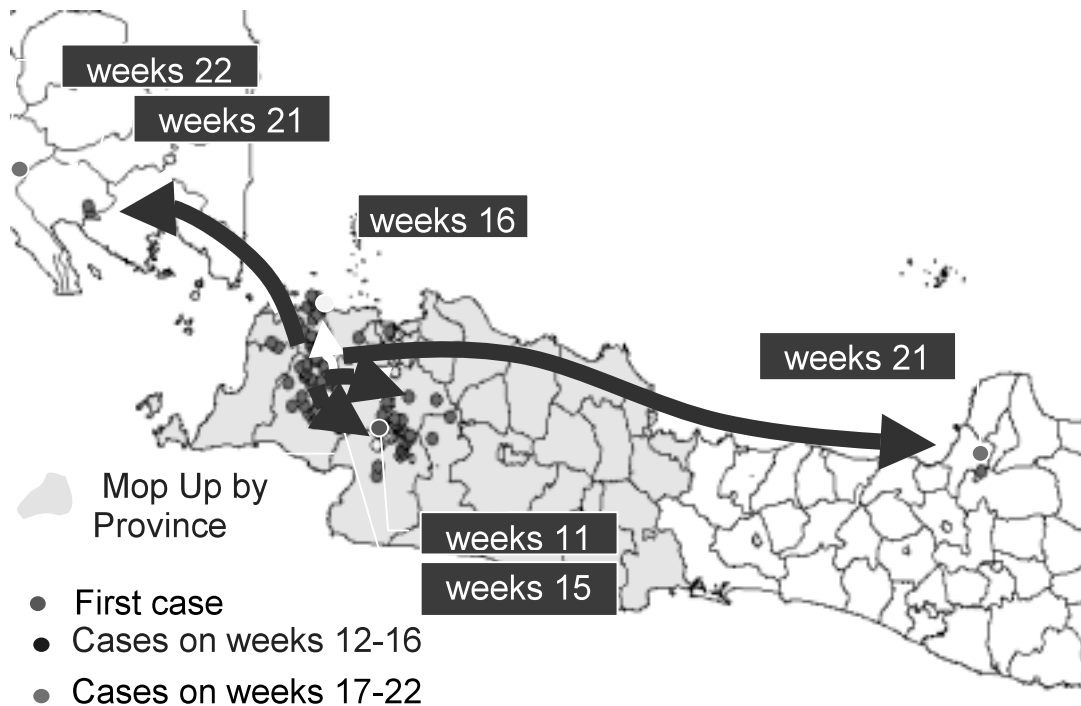 weeks 22
weeks 21
weeks 16
weeks 21
Mop Up by
Province
weeks 11
weeks 15
First case
Cases on weeks 12-16
Cases on weeks 17-22